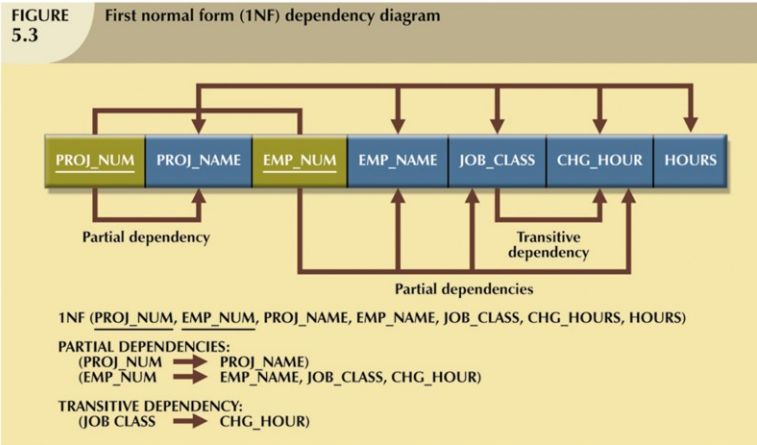 FIGURE 5.3
First normal form (1NF) dependency diagram
PROJ_NUM PROJ_NAME EMP_NUM EMP_NAME JOB_CLASS CHG_HOUR HOURS
Partial dependency
Transitive dependency
Partial dependencies
1NF (PROJ_NUM, EMP_NUM, PROJ_NAME, EMP_NAME, JOB_CLASS, CHG_HOURS, HOURS)
PARTIAL DEPENDENCIES:
(PROJ_NUM → PROJ_NAME)
(EMP_NUM → EMP_NAME, JOB_CLASS, CHG_HOUR)
TRANSITIVE DEPENDENCY:
(JOB CLASS → CHG_HOUR)